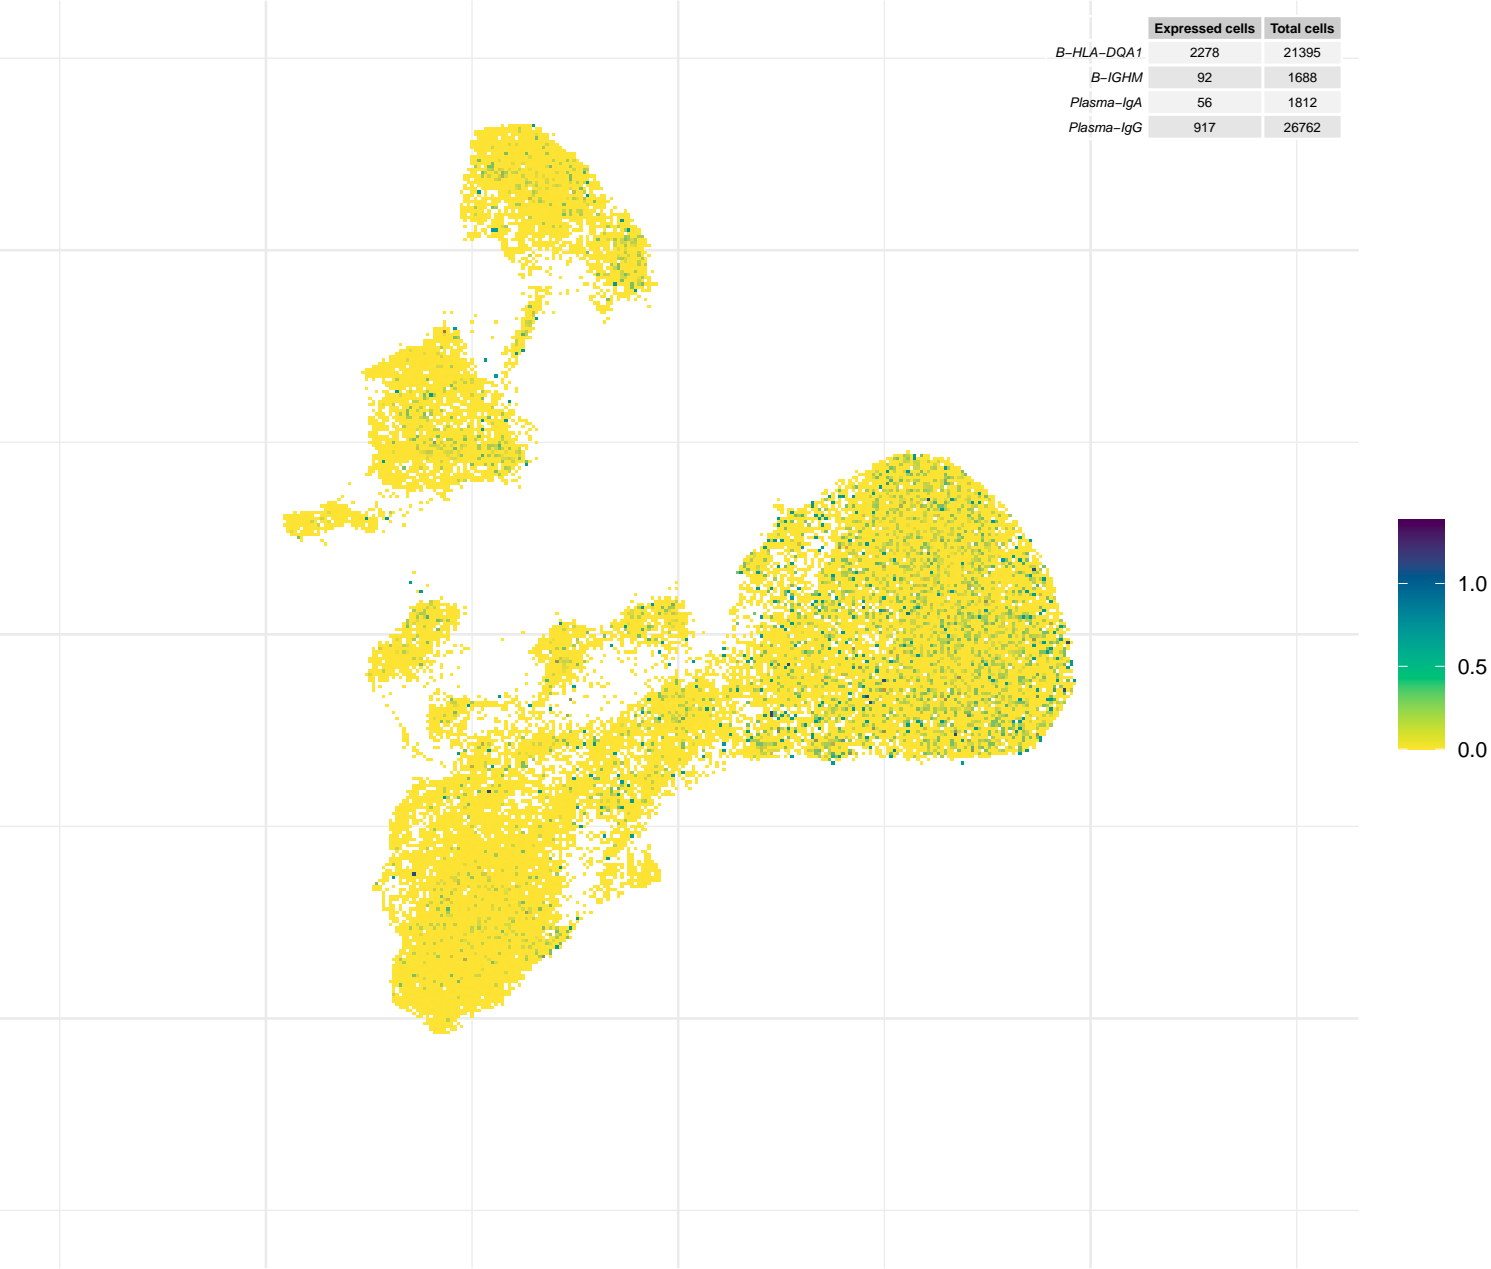 Expressed cells Total cells
B−HLA−DQA1 2278 21395
B−IGHM 92 1688
Plasma−IgA 56 1812
Plasma−IgG 917 26762
1.0
0.5
0.0